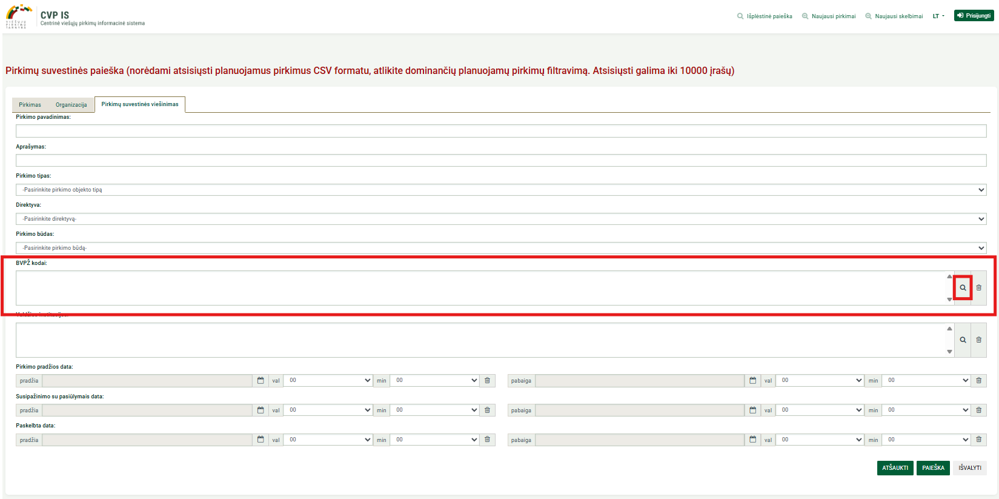 VIEŠŲJŲ
PIRKIMŲ
TARNYBA
CVP IS
Centrinė viešųjų pirkimų informacinė sistema
Išplėstinė paieška
Naujausi pirkimai
Naujausi skelbimai
LT
Prisijungti
Pirkimų suvestinės paieška (norėdami atsisiųsti planuojamus pirkimus CSV formatu, atlikite dominančių planuojamų pirkimų filtravimą. Atsisiųsti galima iki 10000 įrašų)
Pirkimas
Organizacija
Pirkimų suvestinės viešinimas
Pirkimo pavadinimas:
Aprašymas:
Pirkimo tipas:
-Pasirinkite pirkimo objekto tipą
Direktyva:
-Pasirinkite direktyvą-
Pirkimo būdas:
-Pasirinkite pirkimo būdą-
BVPŽ kodai:
Pirkimo pradžios data:
pradžia val 00 min 00 pabaiga val 00 min 00
Susipažinimo su pasiūlymais data:
pradžia val 00 min 00 pabaiga val 00 min 00
Paskelbta data:
pradžia val 00 min 00 pabaiga val 00 min 00
ATŠAUKTI
PAIEŠKA
IŠVALYTI